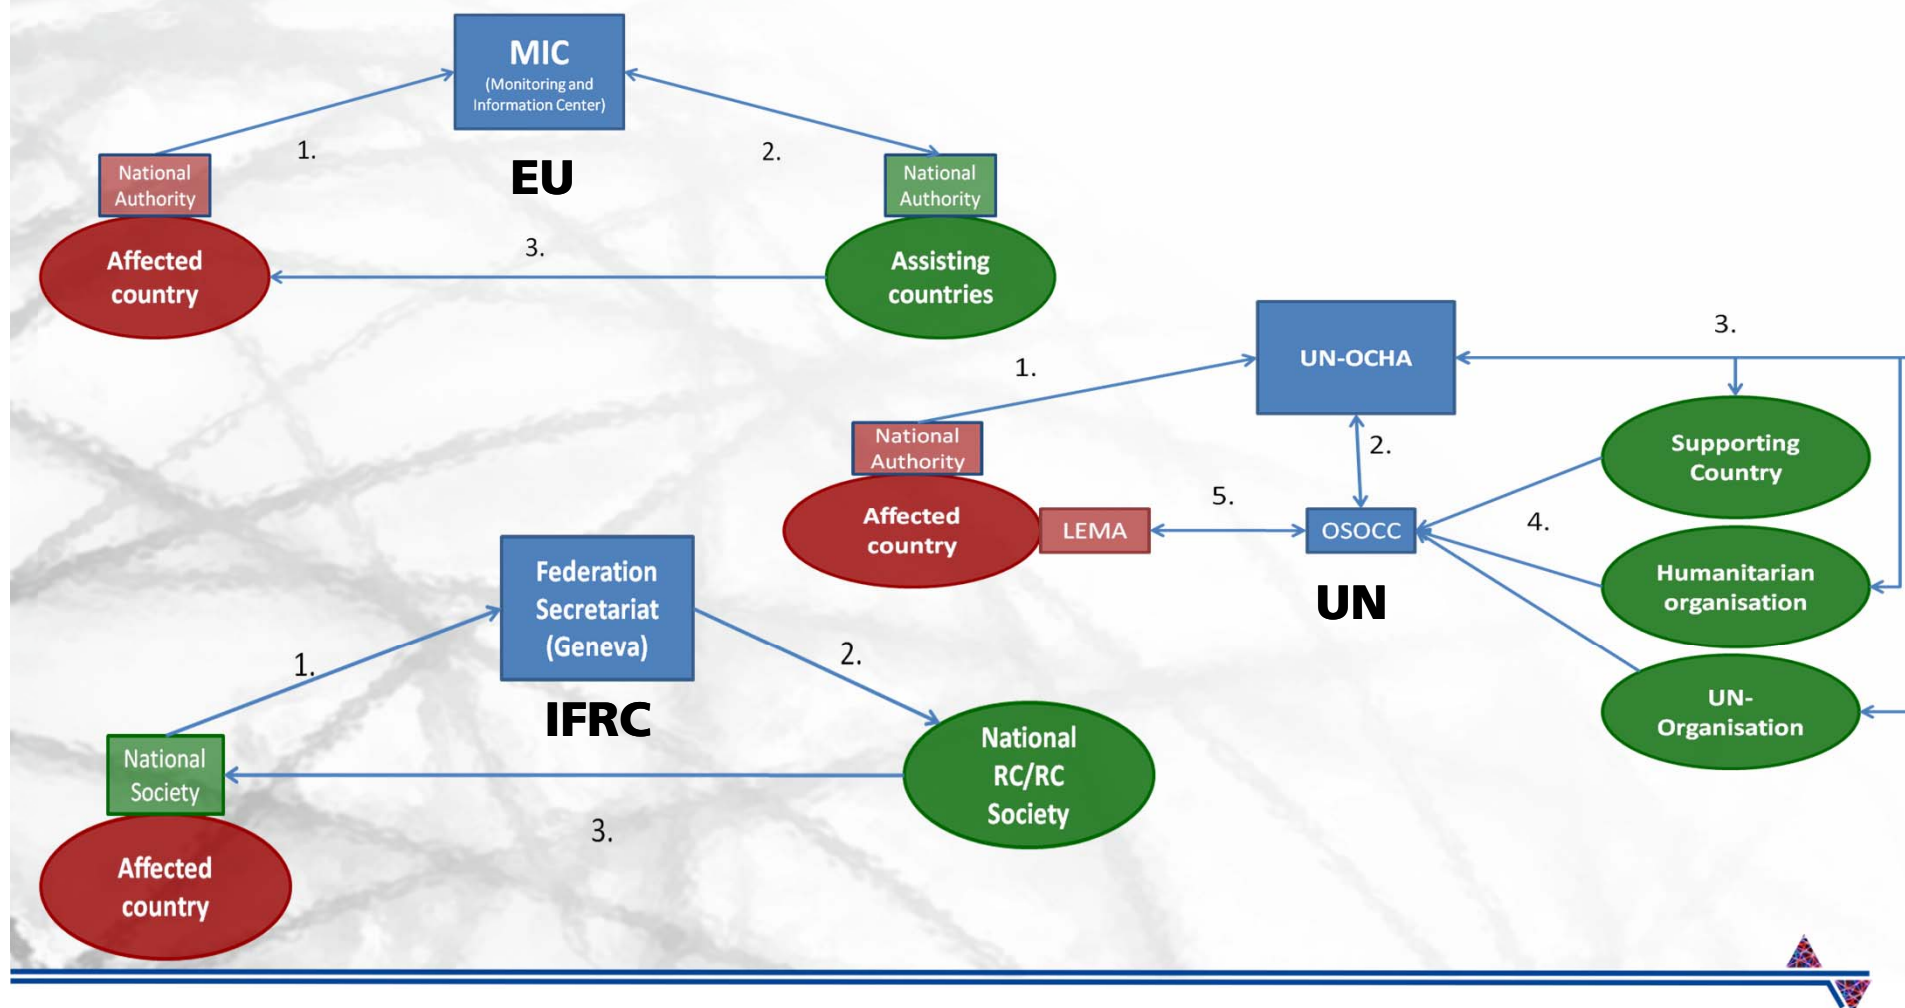 MIC
(Monitoring and
Information Center)
1.
2.
National
Authority
EU
National
Authority
Affected
country
3.
Assisting
countries
UN-OCHA
3.
1.
National
Authority
2.
Supporting
Country
Affected
country
LEMA
5.
OSOCC
4.
UN
Humanitarian
organisation
UN-
Organisation
Federation
Secretariat
(Geneva)
1.
2.
IFRC
National
Society
National
RC/RC
Society
3.
Affected
country